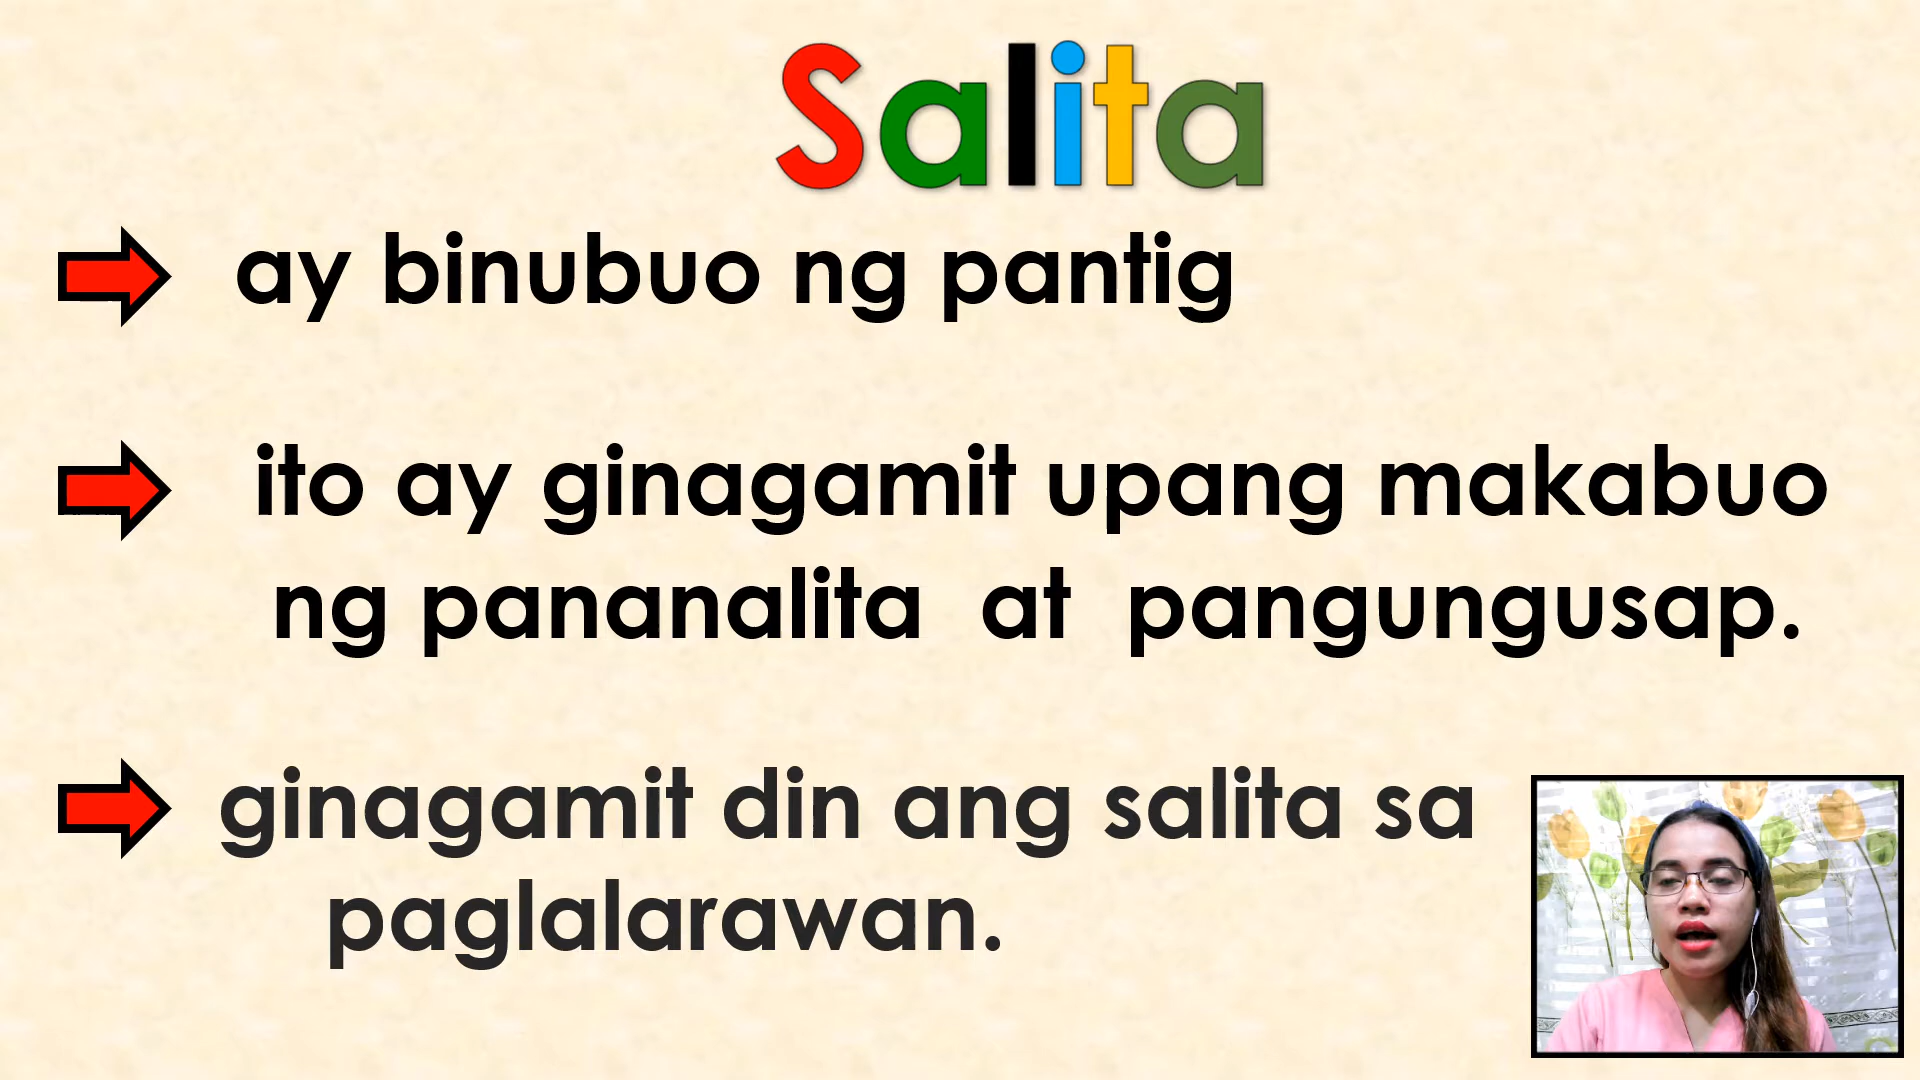 Salita
ay binubuo ng pantig
ito ay ginagamit upang makabuo
ng pananalita at pangungusap.
ginagamit din ang salita sa
paglalarawan.